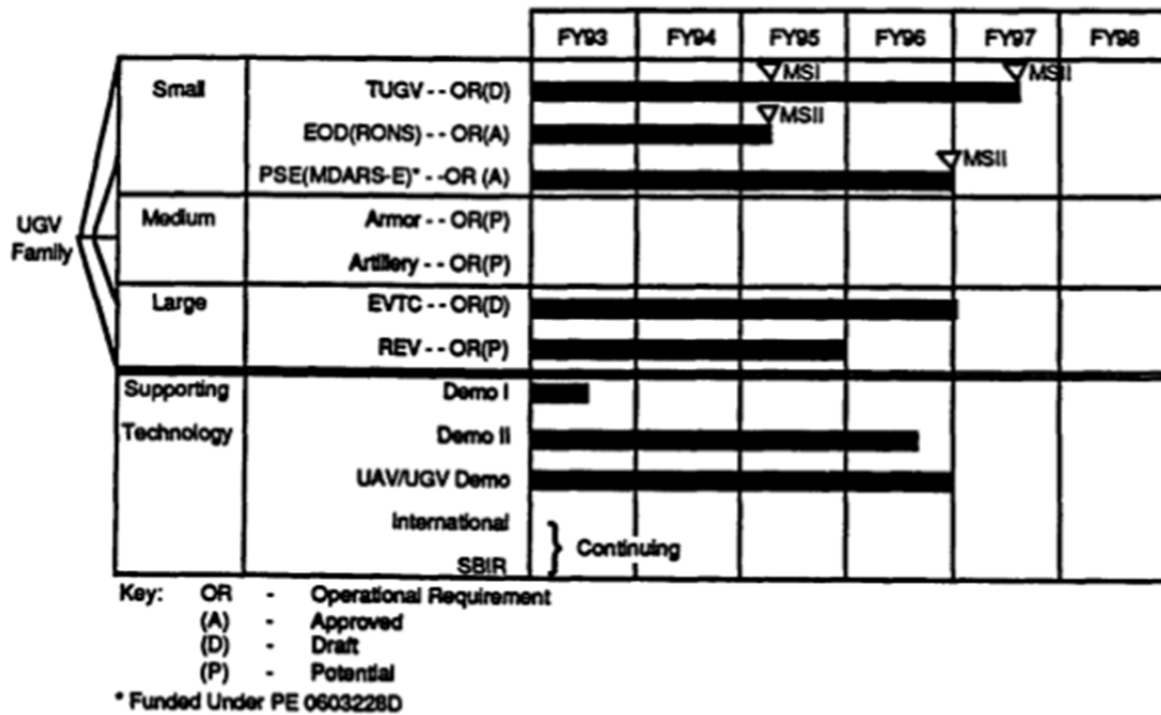 FY93 FY94 FY95 FY96 FY97 FY98
MSI MSII
Small TUGV -- OR(D)
MSII
EOD(RONS) -- OR(A)
MSII
PSE(MDARS-E)* --OR (A)
UGV Family
Medium Armor -- OR(P)
Artillery -- OR(P)
Large EVTC -- OR(D)
REV -- OR(P)
Supporting Demo I
Technology Demo II
UAV/UGV Demo
International
} Continuing
SBIR
Key: OR - Operational Requirement
(A) - Approved
(D) - Draft
(P) - Potential
* Funded Under PE 0603228D